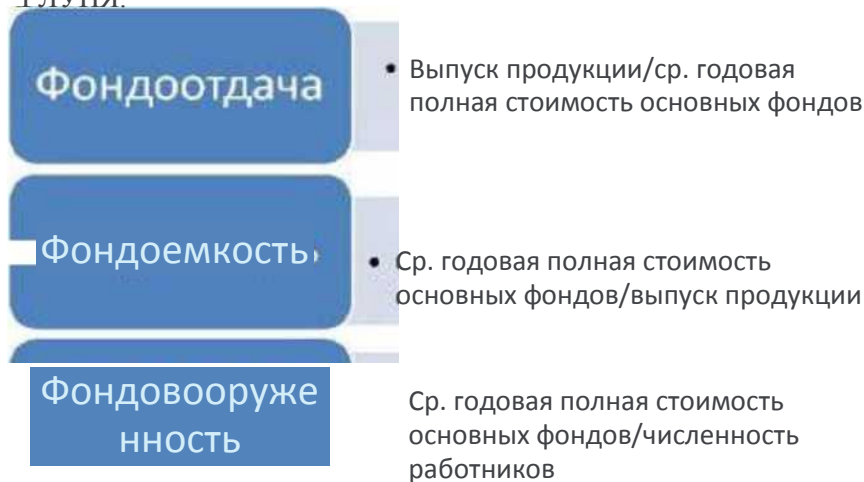 Фондоотдача
• Выпуск продукции/ср. годовая
полная стоимость основных фондов
Фондоемкость
• Ср. годовая полная стоимость
основных фондов/выпуск продукции
Фондовооруже
нность
Ср. годовая полная стоимость
основных фондов/численность
работников